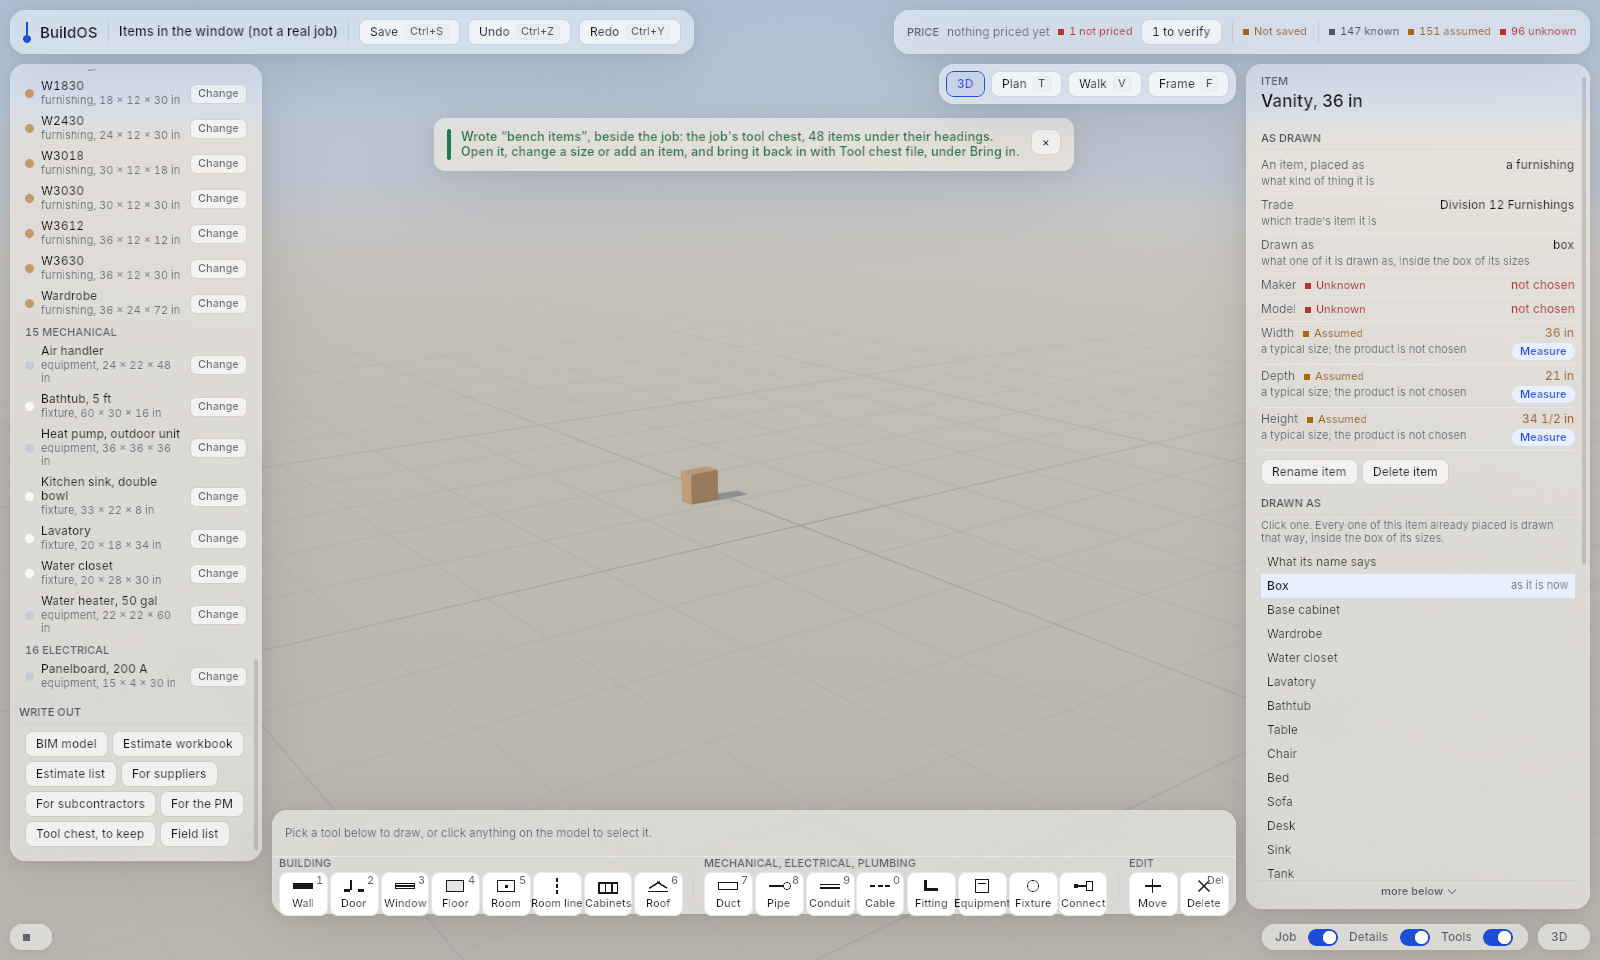 BuildOS
Items in the window (not a real job)
Save Ctrl+S
Undo Ctrl+Z
Redo Ctrl+Y
PRICE nothing priced yet 1 not priced 1 to verify Not saved 147 known 151 assumed 96 unknown
3D
Plan T
Walk V
Frame F
Wrote "bench items", beside the job: the job's tool chest, 48 items under their headings.
Open it, change a size or add an item, and bring it back in with Tool chest file, under Bring in.
×
W1830
furnishing, 18 × 12 × 30 in
Change
W2430
furnishing, 24 × 12 × 30 in
Change
W3018
furnishing, 30 × 12 × 18 in
Change
W3030
furnishing, 30 × 12 × 30 in
Change
W3612
furnishing, 36 × 12 × 12 in
Change
W3630
furnishing, 36 × 12 × 30 in
Change
Wardrobe
furnishing, 36 × 24 × 72 in
Change
15 MECHANICAL
Air handler
equipment, 24 × 22 × 48
in
Change
Bathtub, 5 ft
fixture, 60 × 30 × 16 in
Change
Heat pump, outdoor unit
equipment, 36 × 36 × 36
in
Change
Kitchen sink, double
bowl
fixture, 33 × 22 × 8 in
Change
Lavatory
fixture, 20 × 18 × 34 in
Change
Water closet
fixture, 20 × 28 × 30 in
Change
Water heater, 50 gal
equipment, 22 × 22 × 60
in
Change
16 ELECTRICAL
Panelboard, 200 A
equipment, 15 × 4 × 30 in
Change
WRITE OUT
BIM model
Estimate workbook
Estimate list
For suppliers
For subcontractors
For the PM
Tool chest, to keep
Field list
Pick a tool below to draw, or click anything on the model to select it.
BUILDING
1 Wall
2 Door
3 Window
4 Floor
5 Room
Room line
Cabinets
6 Roof
MECHANICAL, ELECTRICAL, PLUMBING
7 Duct
8 Pipe
9 Conduit
0 Cable
Fitting
Equipment
Fixture
Connect
EDIT
Move
Del Delete
ITEM
Vanity, 36 in
AS DRAWN
An item, placed as a furnishing
what kind of thing it is
Trade Division 12 Furnishings
which trade's item it is
Drawn as box
what one of it is drawn as, inside the box of its sizes
Maker Unknown not chosen
Model Unknown not chosen
Width Assumed 36 in
a typical size; the product is not chosen Measure
Depth Assumed 21 in
a typical size; the product is not chosen Measure
Height Assumed 34 1/2 in
a typical size; the product is not chosen Measure
Rename item
Delete item
DRAWN AS
Click one. Every one of this item already placed is drawn
that way, inside the box of its sizes.
What its name says
Box as it is now
Base cabinet
Wardrobe
Water closet
Lavatory
Bathtub
Table
Chair
Bed
Sofa
Desk
Sink
Tank
more below
Job
Details
Tools
3D